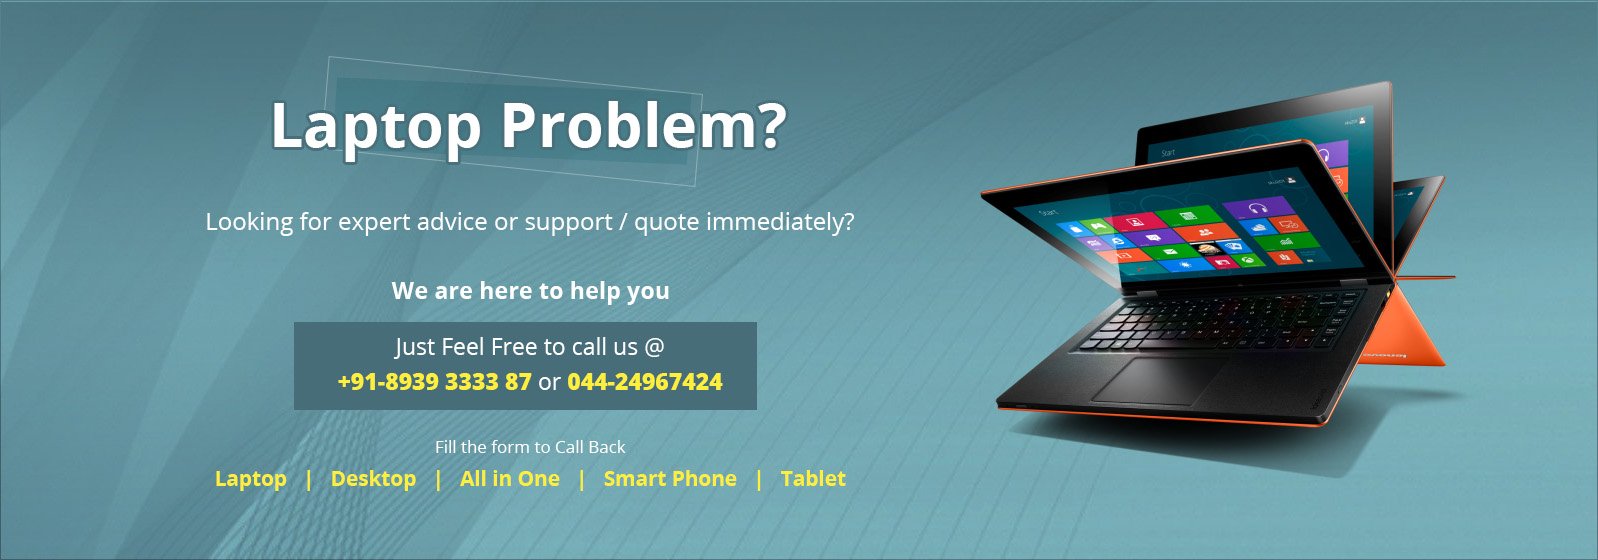 Laptop Problem?
Looking for expert advice or support / quote immediately?
We are here to help you
Just Feel Free to call us @
+91-8939 3333 87 or 044-24967424
Fill the form to Call Back
Laptop | Desktop | All in One | Smart Phone | Tablet
Start
Start
lenovo